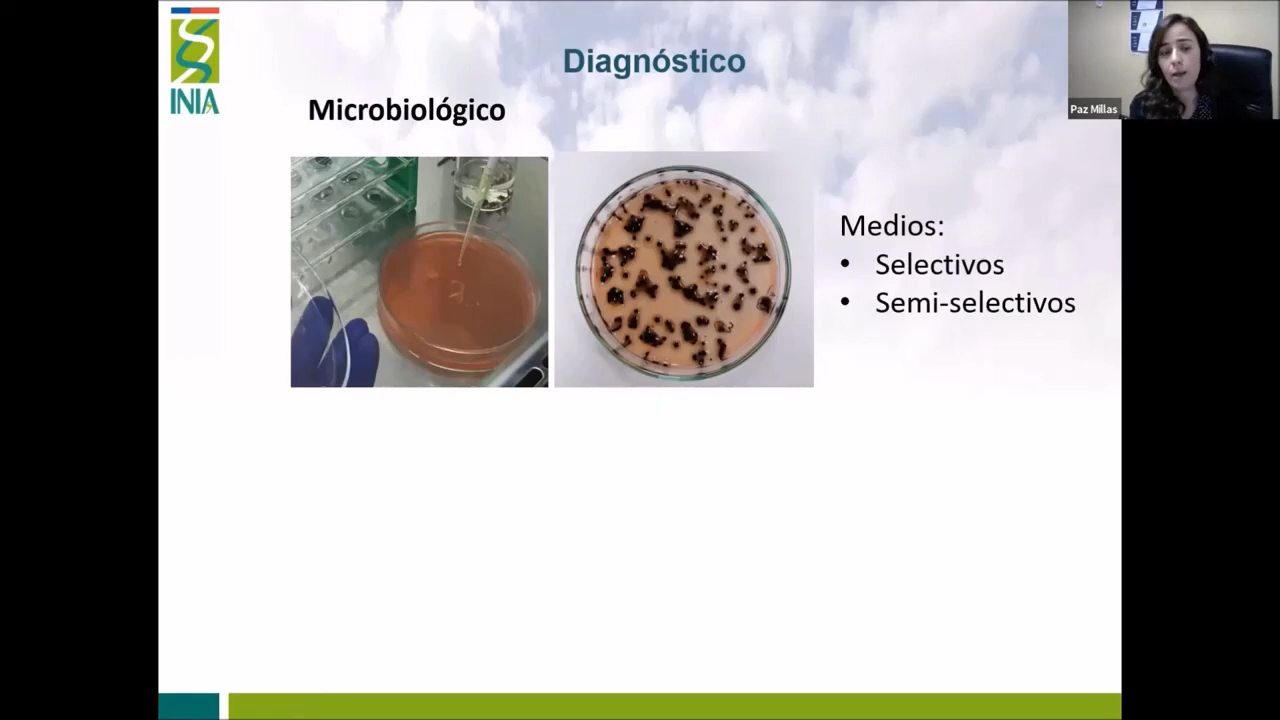 INIA
Diagnóstico
Microbiológico
Medios:
• Selectivos
• Semi-selectivos
Paz Millas